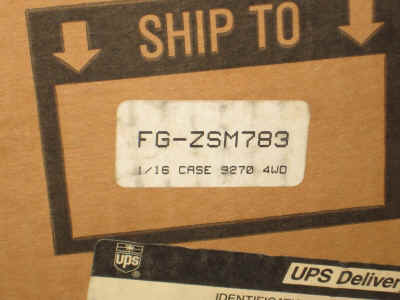 SHIP TO
FG-ZSM783
1/16 CASE 9270 4WD
ups
UPS Deliver